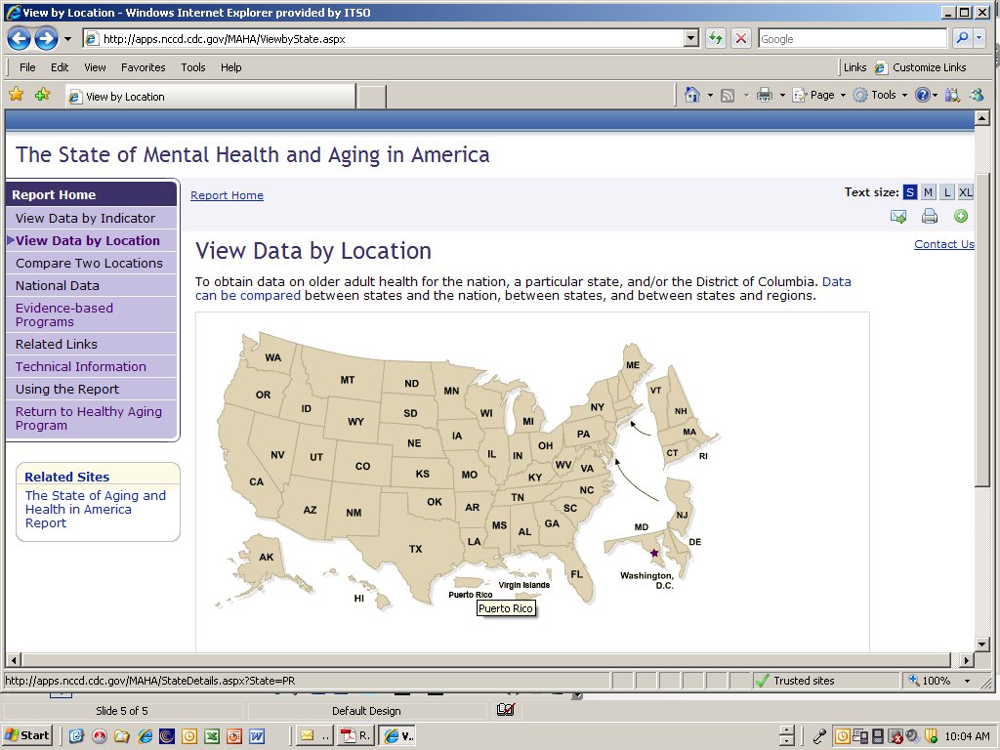 View by Location - Windows Internet Explorer provided by ITSO
http://apps.nccd.cdc.gov/MAHA/ViewbyState.aspx
Google
File Edit View Favorites Tools Help
Links Customize Links
View by Location
Page Tools
The State of Mental Health and Aging in America
Report Home
View Data by Indicator
View Data by Location
Compare Two Locations
National Data
Evidence-based
Programs
Related Links
Technical Information
Using the Report
Return to Healthy Aging
Program
Related Sites
The State of Aging and
Health in America
Report
Report Home
Text size: S M L XL
Contact Us
View Data by Location
To obtain data on older adult health for the nation, a particular state, and/or the District of Columbia. Data
can be compared between states and the nation, between states, and between states and regions.
WA
MT
ND
MN
ME
VT
OR
ID
WY
SD
WI
MI
NY
NH
MA
RI
CT
NV
UT
CO
NE
IA
IL
IN
OH
PA
CA
AZ
NM
KS
MO
KY
WV
VA
OK
AR
TN
NC
SC
NJ
MD
DE
Washington,
D.C.
TX
LA
MS
AL
GA
FL
AK
HI
Puerto Rico
Virgin Islands
Puerto Rico
http://apps.nccd.cdc.gov/MAHA/StateDetails.aspx?State=PR
Trusted sites
100%
Slide 5 of 5
Default Design
Start
..
R.
V..
10:04 AM